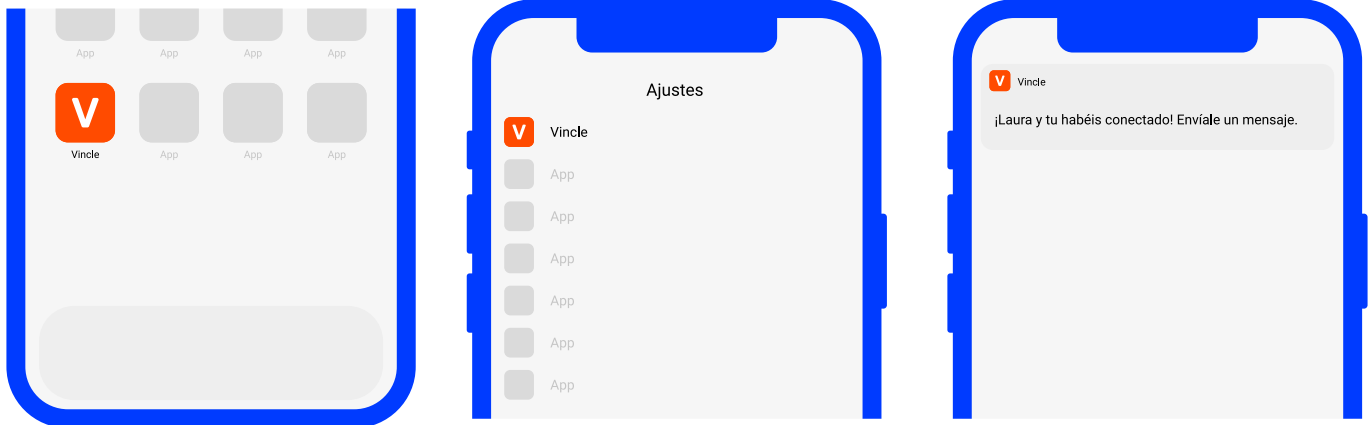 App App App App
V
Vincle App App App
Ajustes
V Vincle
App
App
App
App
App
App
V Vincle
¡Laura y tu habéis conectado! Envíale un mensaje.